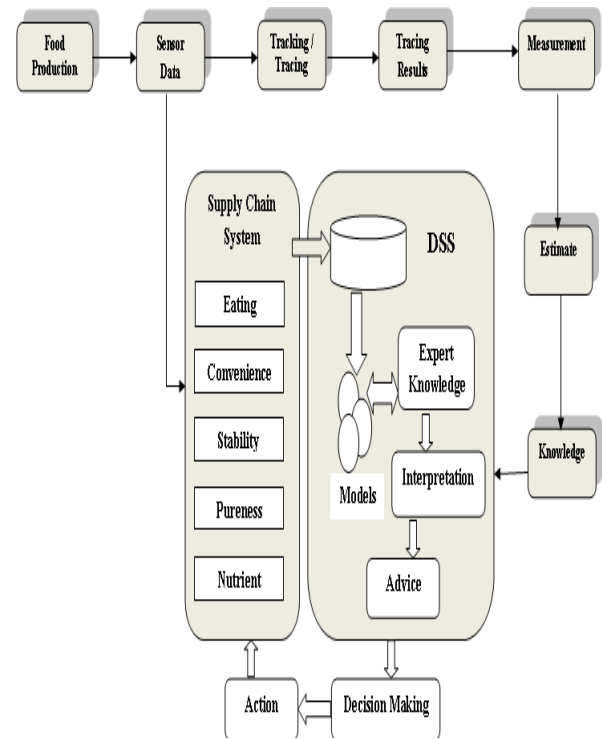 Food
Production
Sensor
Data
Tracking /
Tracing
Tracing
Results
Measurement
Supply Chain
System
DSS
Eating
Estimate
Expert
Knowledge
Convenience
Stability
Knowledge
Interpretation
Models
Pureness
Nutrient
Advice
Action
Decision Making